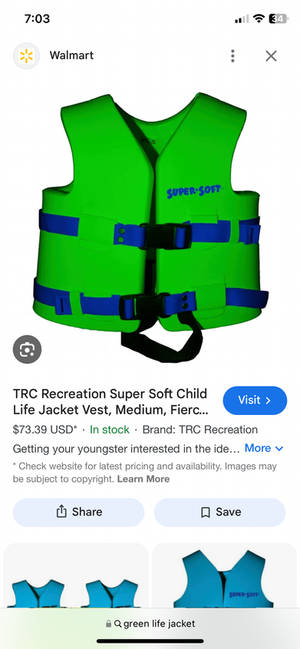 7:03
34
Walmart
SUPER-SOFT
TRC Recreation Super Soft Child
Life Jacket Vest, Medium, Fierc...
Visit >
$73.39 USD* · In stock · Brand: TRC Recreation
Getting your youngster interested in the ide... More
* Check website for latest pricing and availability. Images may
be subject to copyright. Learn More
Share
Save
SUPER-SOFT
green life jacket